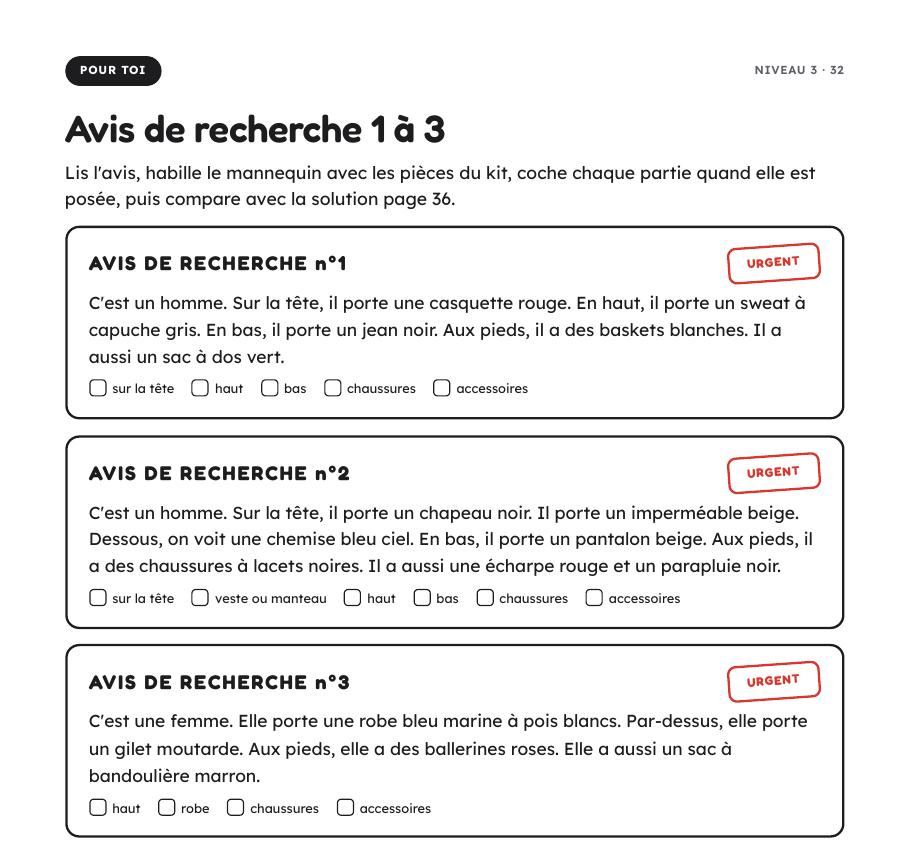 POUR TOI
NIVEAU 3 · 32
Avis de recherche 1 à 3
Lis l'avis, habille le mannequin avec les pièces du kit, coche chaque partie quand elle est
posée, puis compare avec la solution page 36.
AVIS DE RECHERCHE n°1
URGENT
C'est un homme. Sur la tête, il porte une casquette rouge. En haut, il porte un sweat à
capuche gris. En bas, il porte un jean noir. Aux pieds, il a des baskets blanches. Il a
aussi un sac à dos vert.
sur la tête haut bas chaussures accessoires
AVIS DE RECHERCHE n°2
URGENT
C'est un homme. Sur la tête, il porte un chapeau noir. Il porte un imperméable beige.
Dessous, on voit une chemise bleu ciel. En bas, il porte un pantalon beige. Aux pieds, il
a des chaussures à lacets noires. Il a aussi une écharpe rouge et un parapluie noir.
sur la tête veste ou manteau haut bas chaussures accessoires
AVIS DE RECHERCHE n°3
URGENT
C'est une femme. Elle porte une robe bleu marine à pois blancs. Par-dessus, elle porte
un gilet moutarde. Aux pieds, elle a des ballerines roses. Elle a aussi un sac à
bandoulière marron.
haut robe chaussures accessoires